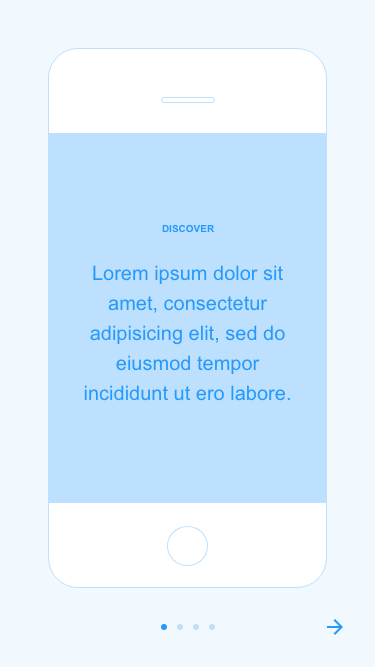 DISCOVER
Lorem ipsum dolor sit
amet, consectetur
adipisicing elit, sed do
eiusmod tempor
incididunt ut ero labore.